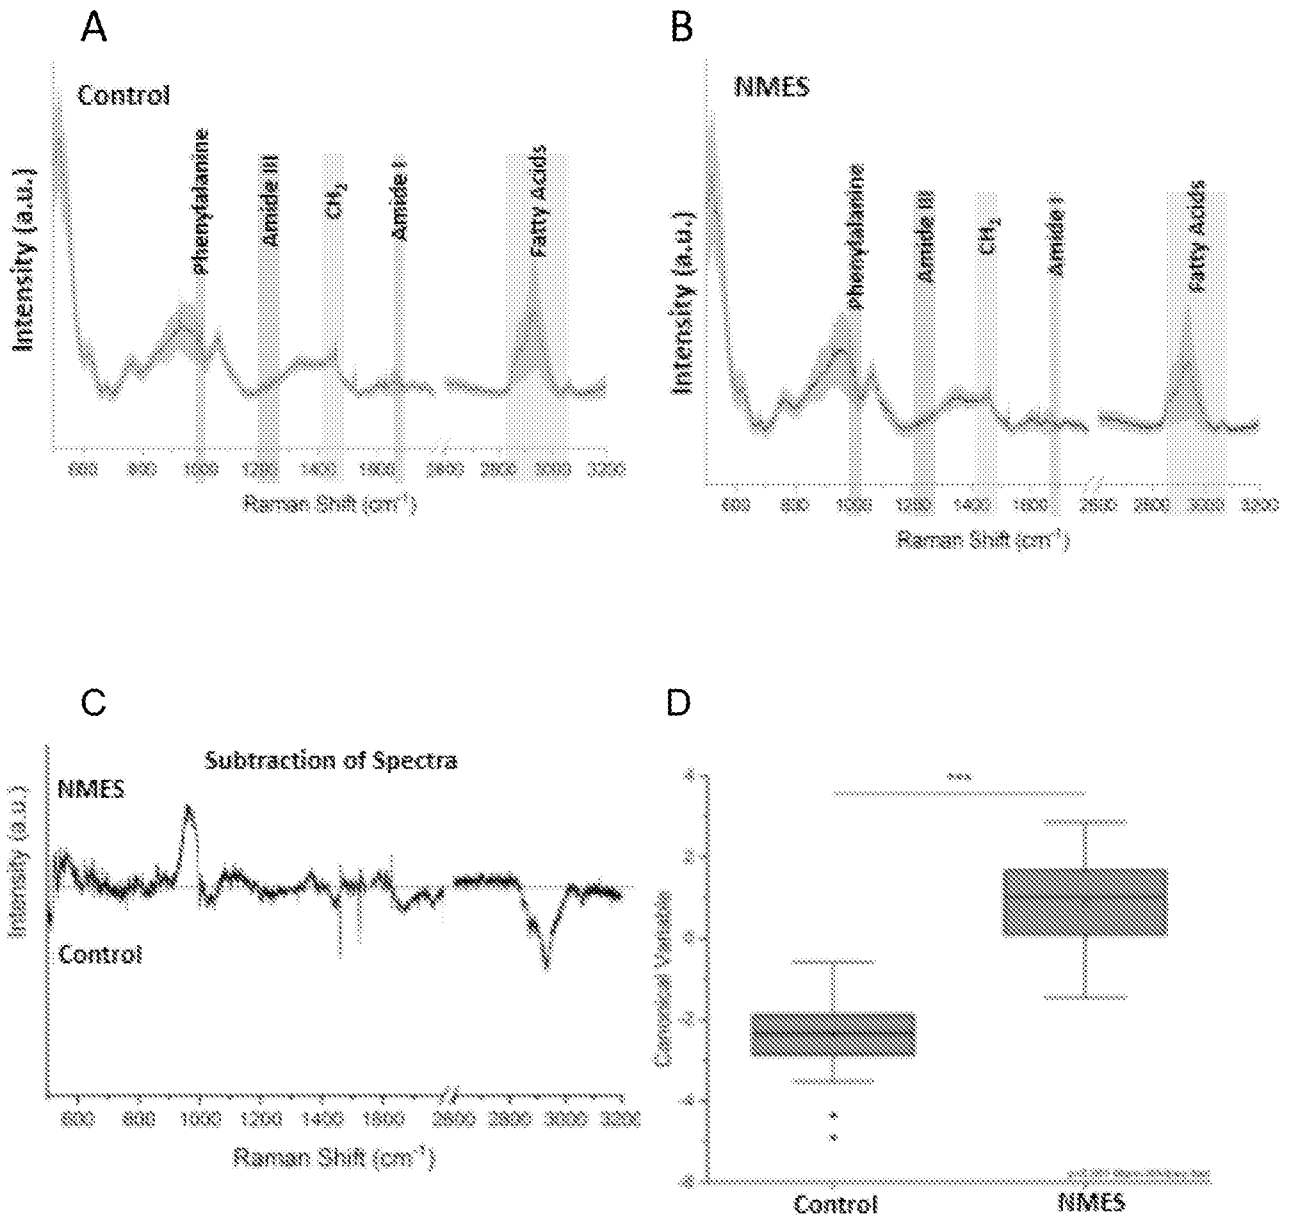 A
Control
Phenylalanine
Amide III
CH2
Amide I
Fatty Acids
Intensity (a.u.)
600 800 1000 1200 1400 1600 2600 2800 3000 3200
Raman Shift (cm-1)
B
NMES
Phenylalanine
Amide III
CH2
Amide I
Fatty Acids
Intensity (a.u.)
600 800 1000 1200 1400 1600 2600 2800 3000 3200
Raman Shift (cm-1)
C
Subtraction of Spectra
NMES
Control
Intensity (a.u.)
600 800 1000 1200 1400 1600 2600 2800 3000 3200
Raman Shift (cm-1)
D
***
Canonical Variable
4
2
0
-2
-4
-6
Control
NMES